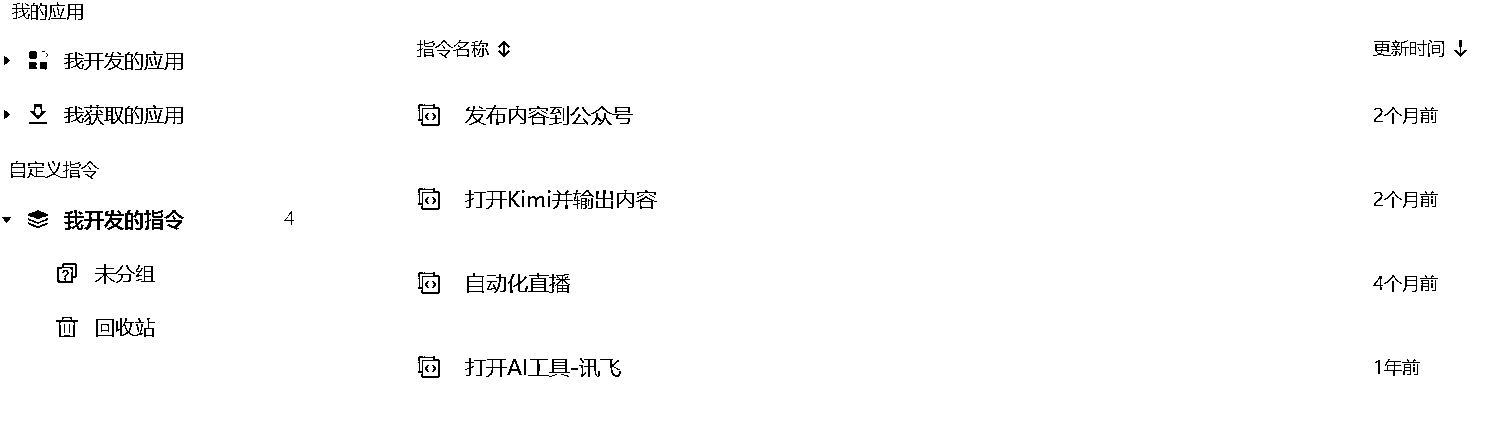 我的应用
我开发的应用
我获取的应用
自定义指令
我开发的指令 4
未分组
回收站
指令名称 更新时间
发布内容到公众号 2个月前
打开Kimi并输出内容 2个月前
自动化直播 4个月前
打开AI工具-讯飞 1年前